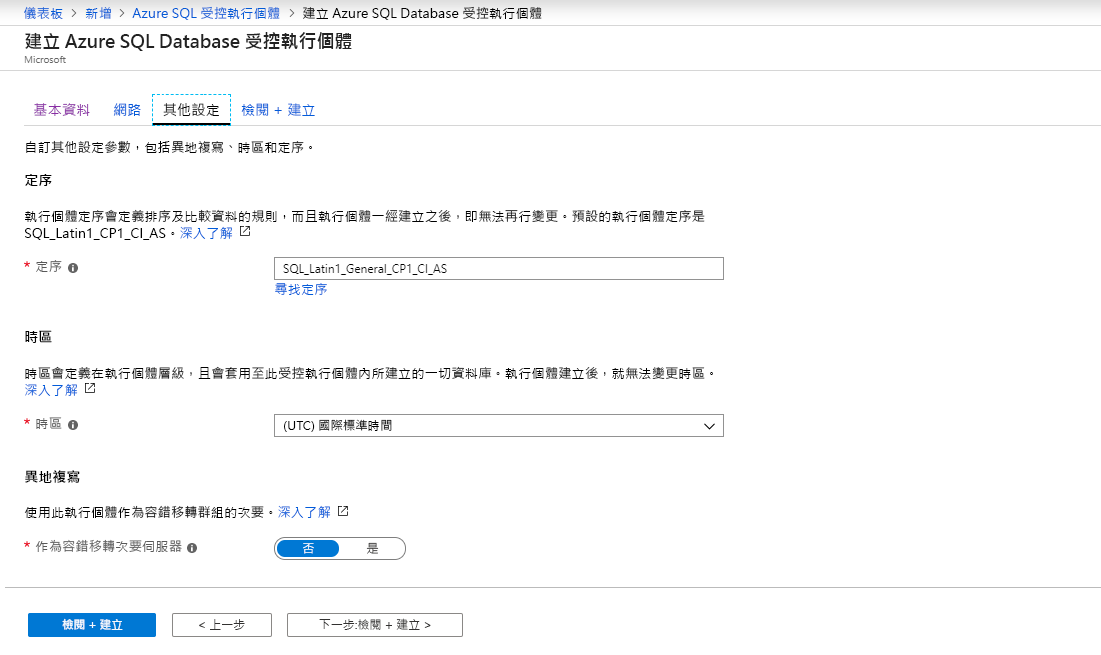 儀表板 > 新增 > Azure SQL 受控執行個體 > 建立 Azure SQL Database 受控執行個體
建立 Azure SQL Database 受控執行個體
Microsoft
基本資料 網路 其他設定 檢閱 + 建立
自訂其他設定參數，包括異地複寫、時區和定序。
定序
執行個體定序會定義排序及比較資料的規則，而且執行個體一經建立之後，即無法再行變更。預設的執行個體定序是
SQL_Latin1_CP1_CI_AS。深入了解
* 定序
SQL_Latin1_General_CP1_CI_AS
尋找定序
時區
時區會定義在執行個體層級，且會套用至此受控執行個體內所建立的一切資料庫。執行個體建立後，就無法變更時區。
深入了解
* 時區
(UTC) 國際標準時間
異地複寫
使用此執行個體作為容錯移轉群組的次要。深入了解
* 作為容錯移轉次要伺服器
否 是
檢閱 + 建立 < 上一步 下一步:檢閱 + 建立 >